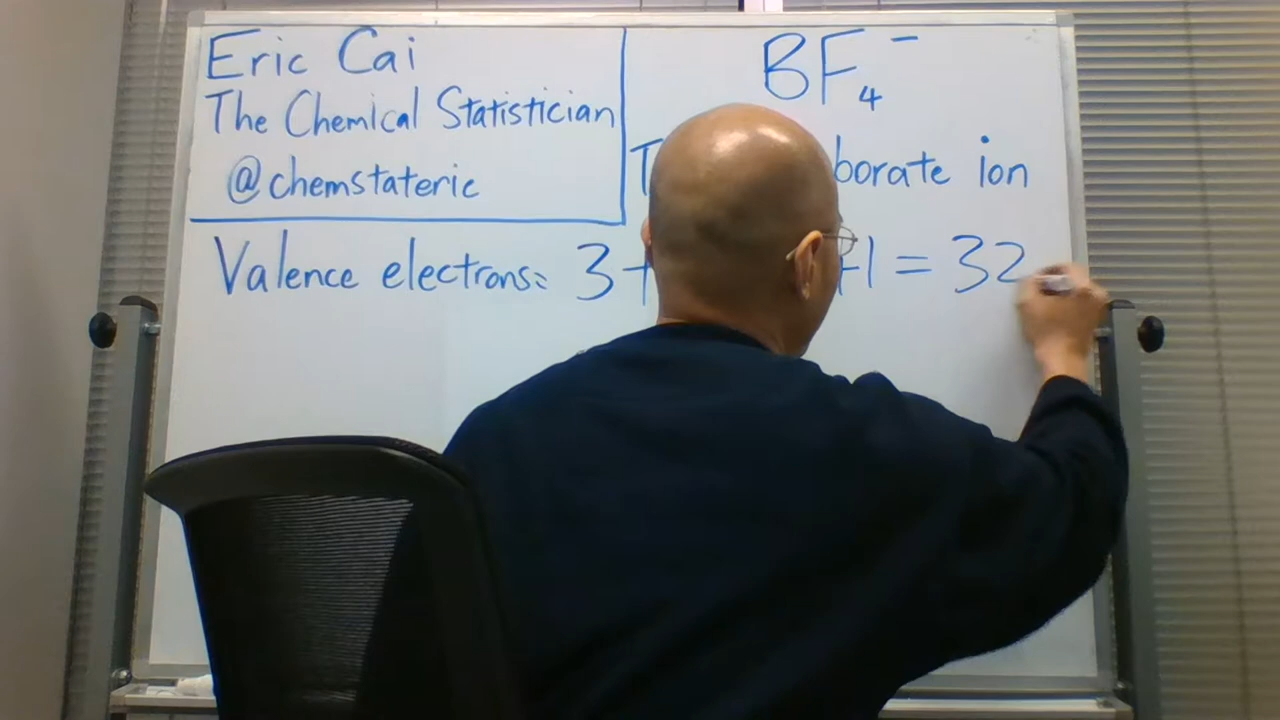 Eric Cai
The Chemical Statistician
@chemstateric
BF4−
borate ion
Valence electrons: 3+ +1 = 32